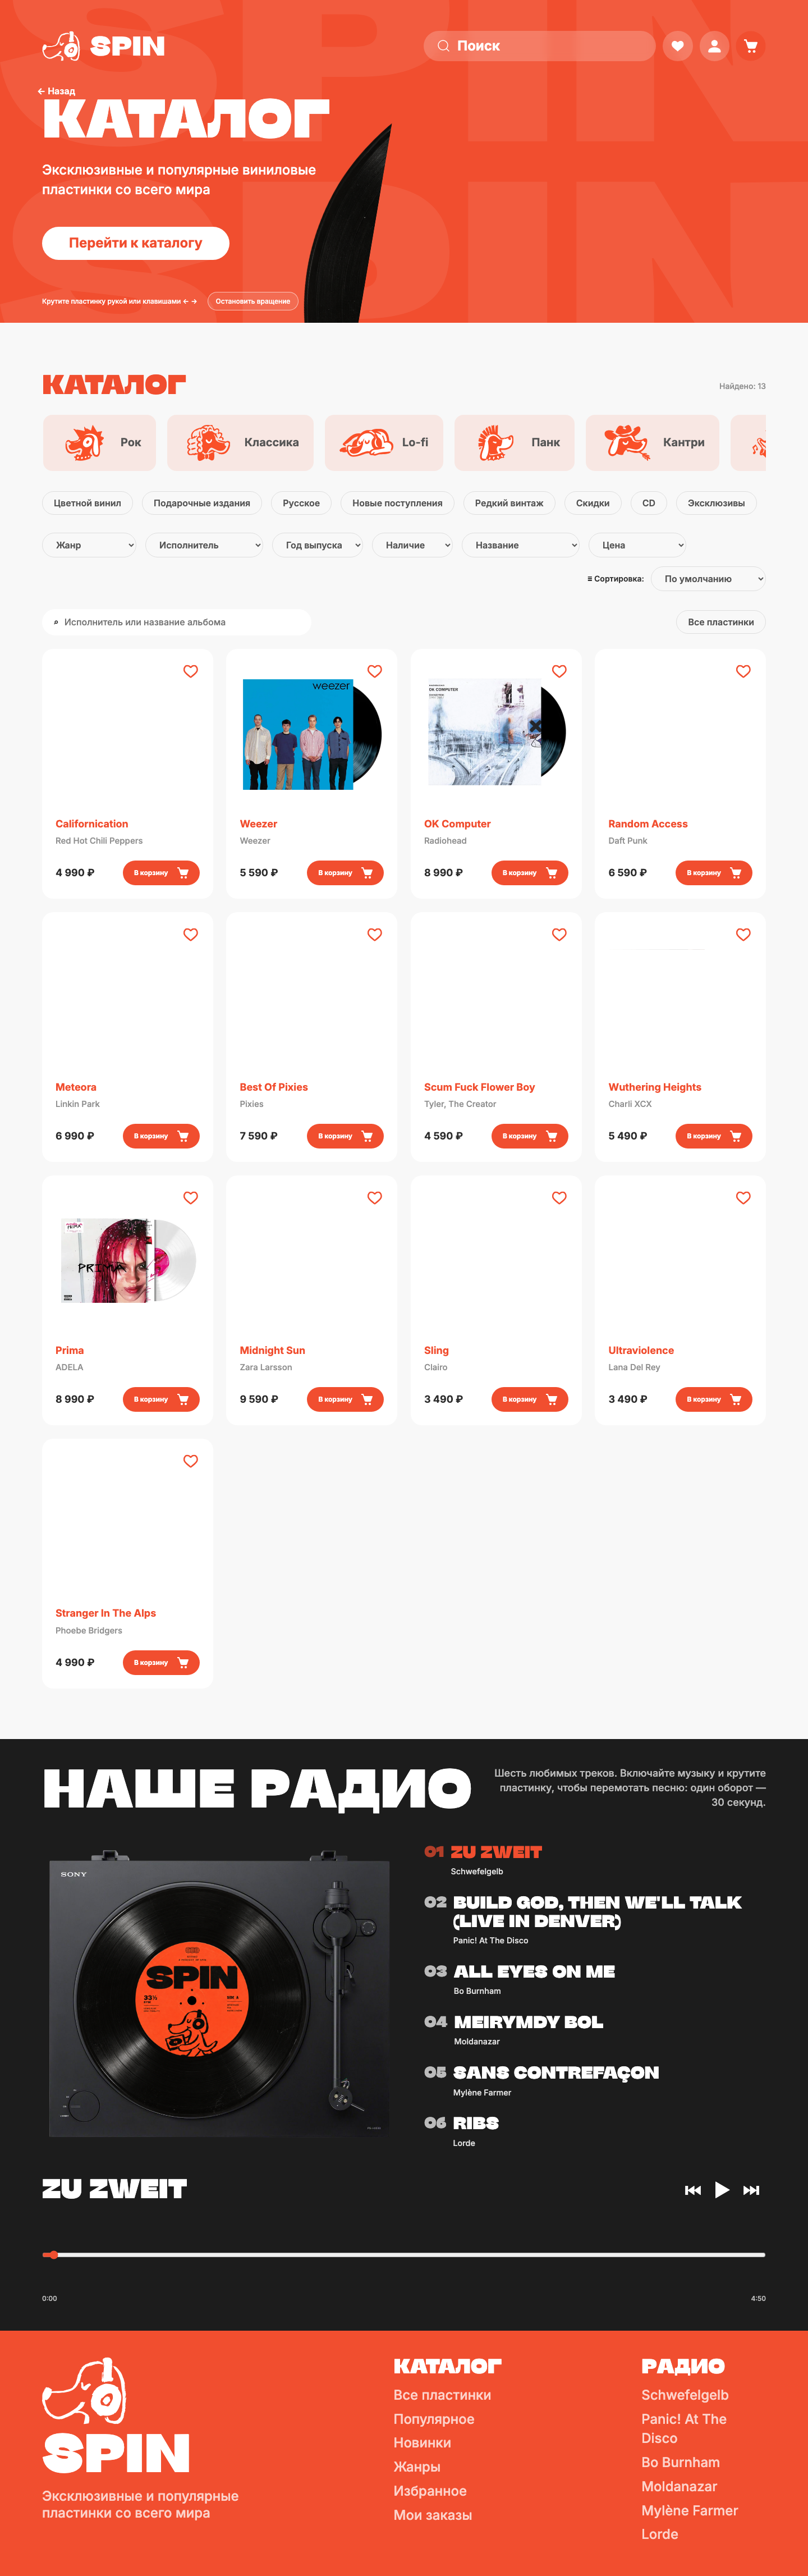 SPIN
Поиск
← Назад
КАТАЛОГ
Эксклюзивные и популярные виниловые
пластинки со всего мира
Перейти к каталогу
Крутите пластинку рукой или клавишами ← →
Остановить вращение
КАТАЛОГ
Найдено: 13
Рок
Классика
Lo-fi
Панк
Кантри
Цветной винил
Подарочные издания
Русское
Новые поступления
Редкий винтаж
Скидки
CD
Эксклюзивы
Жанр
Исполнитель
Год выпуска
Наличие
Название
Цена
≡ Сортировка:
По умолчанию
Исполнитель или название альбома
Все пластинки
weezer
OK COMPUTER
Californication
Red Hot Chili Peppers
4 990 ₽
В корзину
Weezer
Weezer
5 590 ₽
В корзину
OK Computer
Radiohead
8 990 ₽
В корзину
Random Access
Daft Punk
6 590 ₽
В корзину
Meteora
Linkin Park
6 990 ₽
В корзину
Best Of Pixies
Pixies
7 590 ₽
В корзину
Scum Fuck Flower Boy
Tyler, The Creator
4 590 ₽
В корзину
Wuthering Heights
Charli XCX
5 490 ₽
В корзину
PRIMA
Prima
ADELA
8 990 ₽
В корзину
Midnight Sun
Zara Larsson
9 590 ₽
В корзину
Sling
Clairo
3 490 ₽
В корзину
Ultraviolence
Lana Del Rey
3 490 ₽
В корзину
Stranger In The Alps
Phoebe Bridgers
4 990 ₽
В корзину
НАШЕ РАДИО
Шесть любимых треков. Включайте музыку и крутите
пластинку, чтобы перемотать песню: один оборот —
30 секунд.
SONY
SPIN
33⅓
01 ZU ZWEIT
Schwefelgelb
02 BUILD GOD, THEN WE'LL TALK
(LIVE IN DENVER)
Panic! At The Disco
03 ALL EYES ON ME
Bo Burnham
04 MEIRYMDY BOL
Moldanazar
05 SANS CONTREFAÇON
Mylène Farmer
06 RIBS
Lorde
ZU ZWEIT
0:00
4:50
SPIN
Эксклюзивные и популярные
пластинки со всего мира
КАТАЛОГ
Все пластинки
Популярное
Новинки
Жанры
Избранное
Мои заказы
РАДИО
Schwefelgelb
Panic! At The
Disco
Bo Burnham
Moldanazar
Mylène Farmer
Lorde